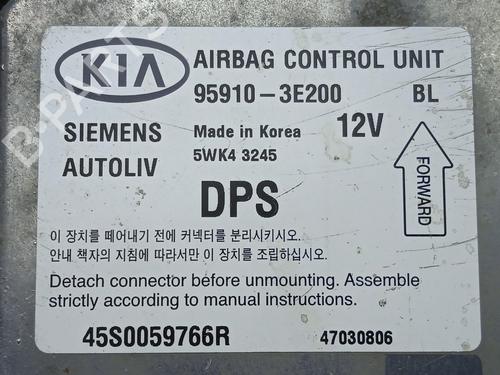 KIA
AIRBAG CONTROL UNIT
95910-3E200 BL
SIEMENS
AUTOLIV
Made in Korea
5WK4 3245
12V
DPS
FORWARD
이 장치를 떼어내기 전에 커넥터를 분리시키시오.
안내 책자의 지침에 따라서만 이 장치를 조립하십시오.
Detach connector before unmounting. Assemble
strictly according to manual instructions.
45S0059766R 47030806
B-PARTS